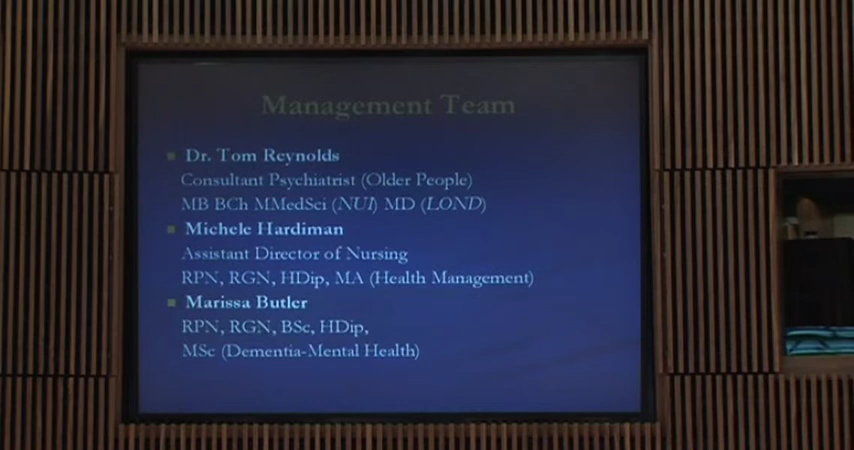 Management Team
Dr. Tom Reynolds
Consultant Psychiatrist (Older People)
MB BCh MMedSci (NUI) MD (LOND)
Michele Hardiman
Assistant Director of Nursing
RPN, RGN, HDip, MA (Health Management)
Marissa Butler
RPN, RGN, BSc, HDip,
MSc (Dementia-Mental Health)